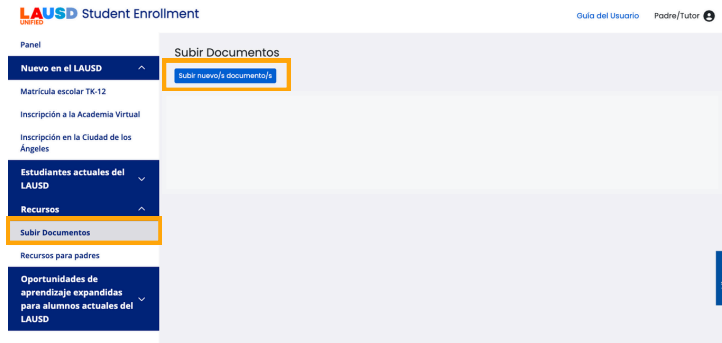 LAUSD Student Enrollment
UNIFIED
Guía del Usuario
Padre/Tutor
Panel
Nuevo en el LAUSD
Matrícula escolar TK-12
Inscripción a la Academia Virtual
Inscripción en la Ciudad de los
Ángeles
Estudiantes actuales del
LAUSD
Recursos
Subir Documentos
Recursos para padres
Oportunidades de
aprendizaje expandidas
para alumnos actuales del
LAUSD
Subir Documentos
Subir nuevo/s documento/s